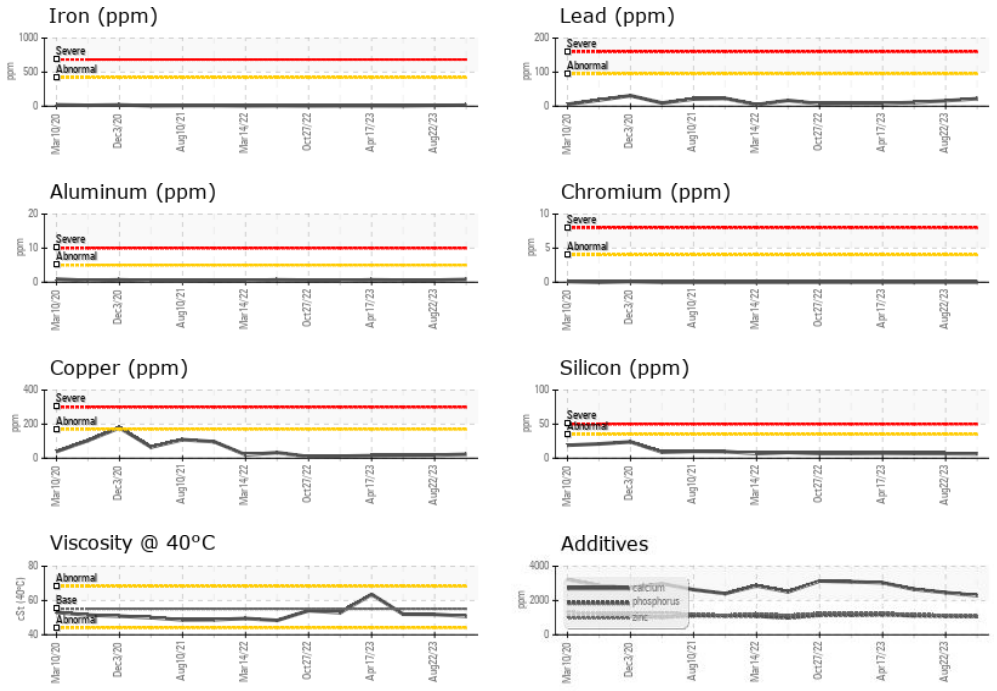 Iron (ppm)
1000
Severe
ppm
500
Abnormal
0
Mar10/20
Dec3/20
Aug10/21
Mar14/22
Oct27/22
Apr17/23
Aug22/23
Lead (ppm)
200
Severe
ppm
100
Abnormal
0
Mar10/20
Dec3/20
Aug10/21
Mar14/22
Oct27/22
Apr17/23
Aug22/23
Aluminum (ppm)
20
Severe
ppm
10
Abnormal
0
Mar10/20
Dec3/20
Aug10/21
Mar14/22
Oct27/22
Apr17/23
Aug22/23
Chromium (ppm)
10
Severe
ppm
5
Abnormal
0
Mar10/20
Dec3/20
Aug10/21
Mar14/22
Oct27/22
Apr17/23
Aug22/23
Copper (ppm)
400
Severe
ppm
200
Abnormal
0
Mar10/20
Dec3/20
Aug10/21
Mar14/22
Oct27/22
Apr17/23
Aug22/23
Silicon (ppm)
100
Severe
ppm
50
Abnormal
0
Mar10/20
Dec3/20
Aug10/21
Mar14/22
Oct27/22
Apr17/23
Aug22/23
Viscosity @ 40°C
80
Abnormal
cSt (40°C)
60
Base
Abnormal
40
Mar10/20
Dec3/20
Aug10/21
Mar14/22
Oct27/22
Apr17/23
Aug22/23
Additives
4000
calcium
ppm
2000
phosphorus
zinc
0
Mar10/20
Dec3/20
Aug10/21
Mar14/22
Oct27/22
Apr17/23
Aug22/23